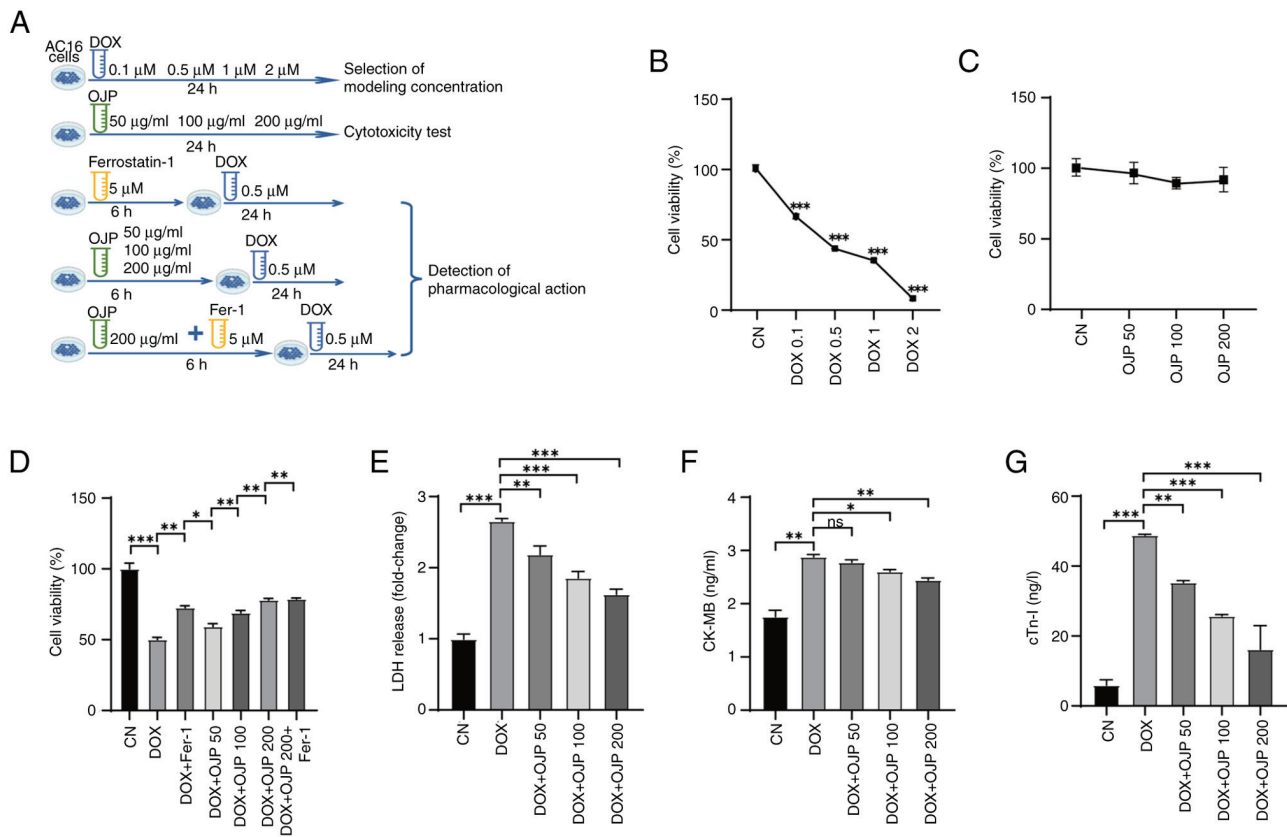 A
AC16
cells
DOX
0.1 μM 0.5 μM 1 μM 2 μM
24 h
Selection of
modeling concentration
OJP
50 μg/ml 100 μg/ml 200 μg/ml
24 h
Cytotoxicity test
Ferrostatin-1
5 μM
6 h
DOX
0.5 μM
24 h
OJP
50 μg/ml
100 μg/ml
200 μg/ml
6 h
DOX
0.5 μM
24 h
OJP
200 μg/ml
+
Fer-1
5 μM
6 h
DOX
0.5 μM
24 h
Detection of
pharmacological action
B
Cell viability (%)
150
100
50
0
***
***
***
***
CN
DOX 0.1
DOX 0.5
DOX 1
DOX 2
C
Cell viability (%)
150
100
50
0
CN
OJP 50
OJP 100
OJP 200
D
Cell viability (%)
150
100
50
0
***
**
*
**
**
**
CN
DOX
DOX+Fer-1
DOX+OJP 50
DOX+OJP 100
DOX+OJP 200
DOX+OJP 200+
Fer-1
E
LDH release (fold-change)
3
2
1
0
***
***
**
***
CN
DOX
DOX+OJP 50
DOX+OJP 100
DOX+OJP 200
F
CK-MB (ng/ml)
4
3
2
1
0
**
*
ns
**
CN
DOX
DOX+OJP 50
DOX+OJP 100
DOX+OJP 200
G
cTn-I (ng/l)
60
40
20
0
***
***
**
***
CN
DOX
DOX+OJP 50
DOX+OJP 100
DOX+OJP 200